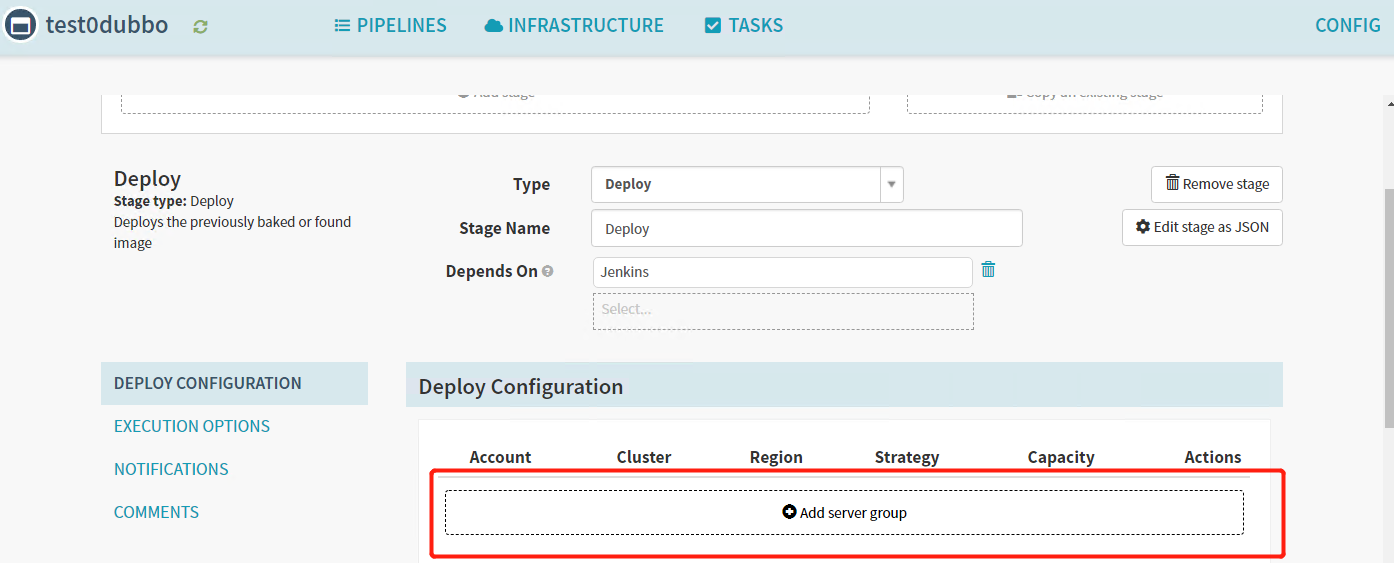 test0dubbo PIPELINES INFRASTRUCTURE TASKS CONFIG
Add stage Copy an existing stage
Deploy
Stage type: Deploy
Deploys the previously baked or found
image
Type Deploy Remove stage
Stage Name Deploy Edit stage as JSON
Depends On Jenkins
Select...
DEPLOY CONFIGURATION
EXECUTION OPTIONS
NOTIFICATIONS
COMMENTS
Deploy Configuration
Account Cluster Region Strategy Capacity Actions
Add server group